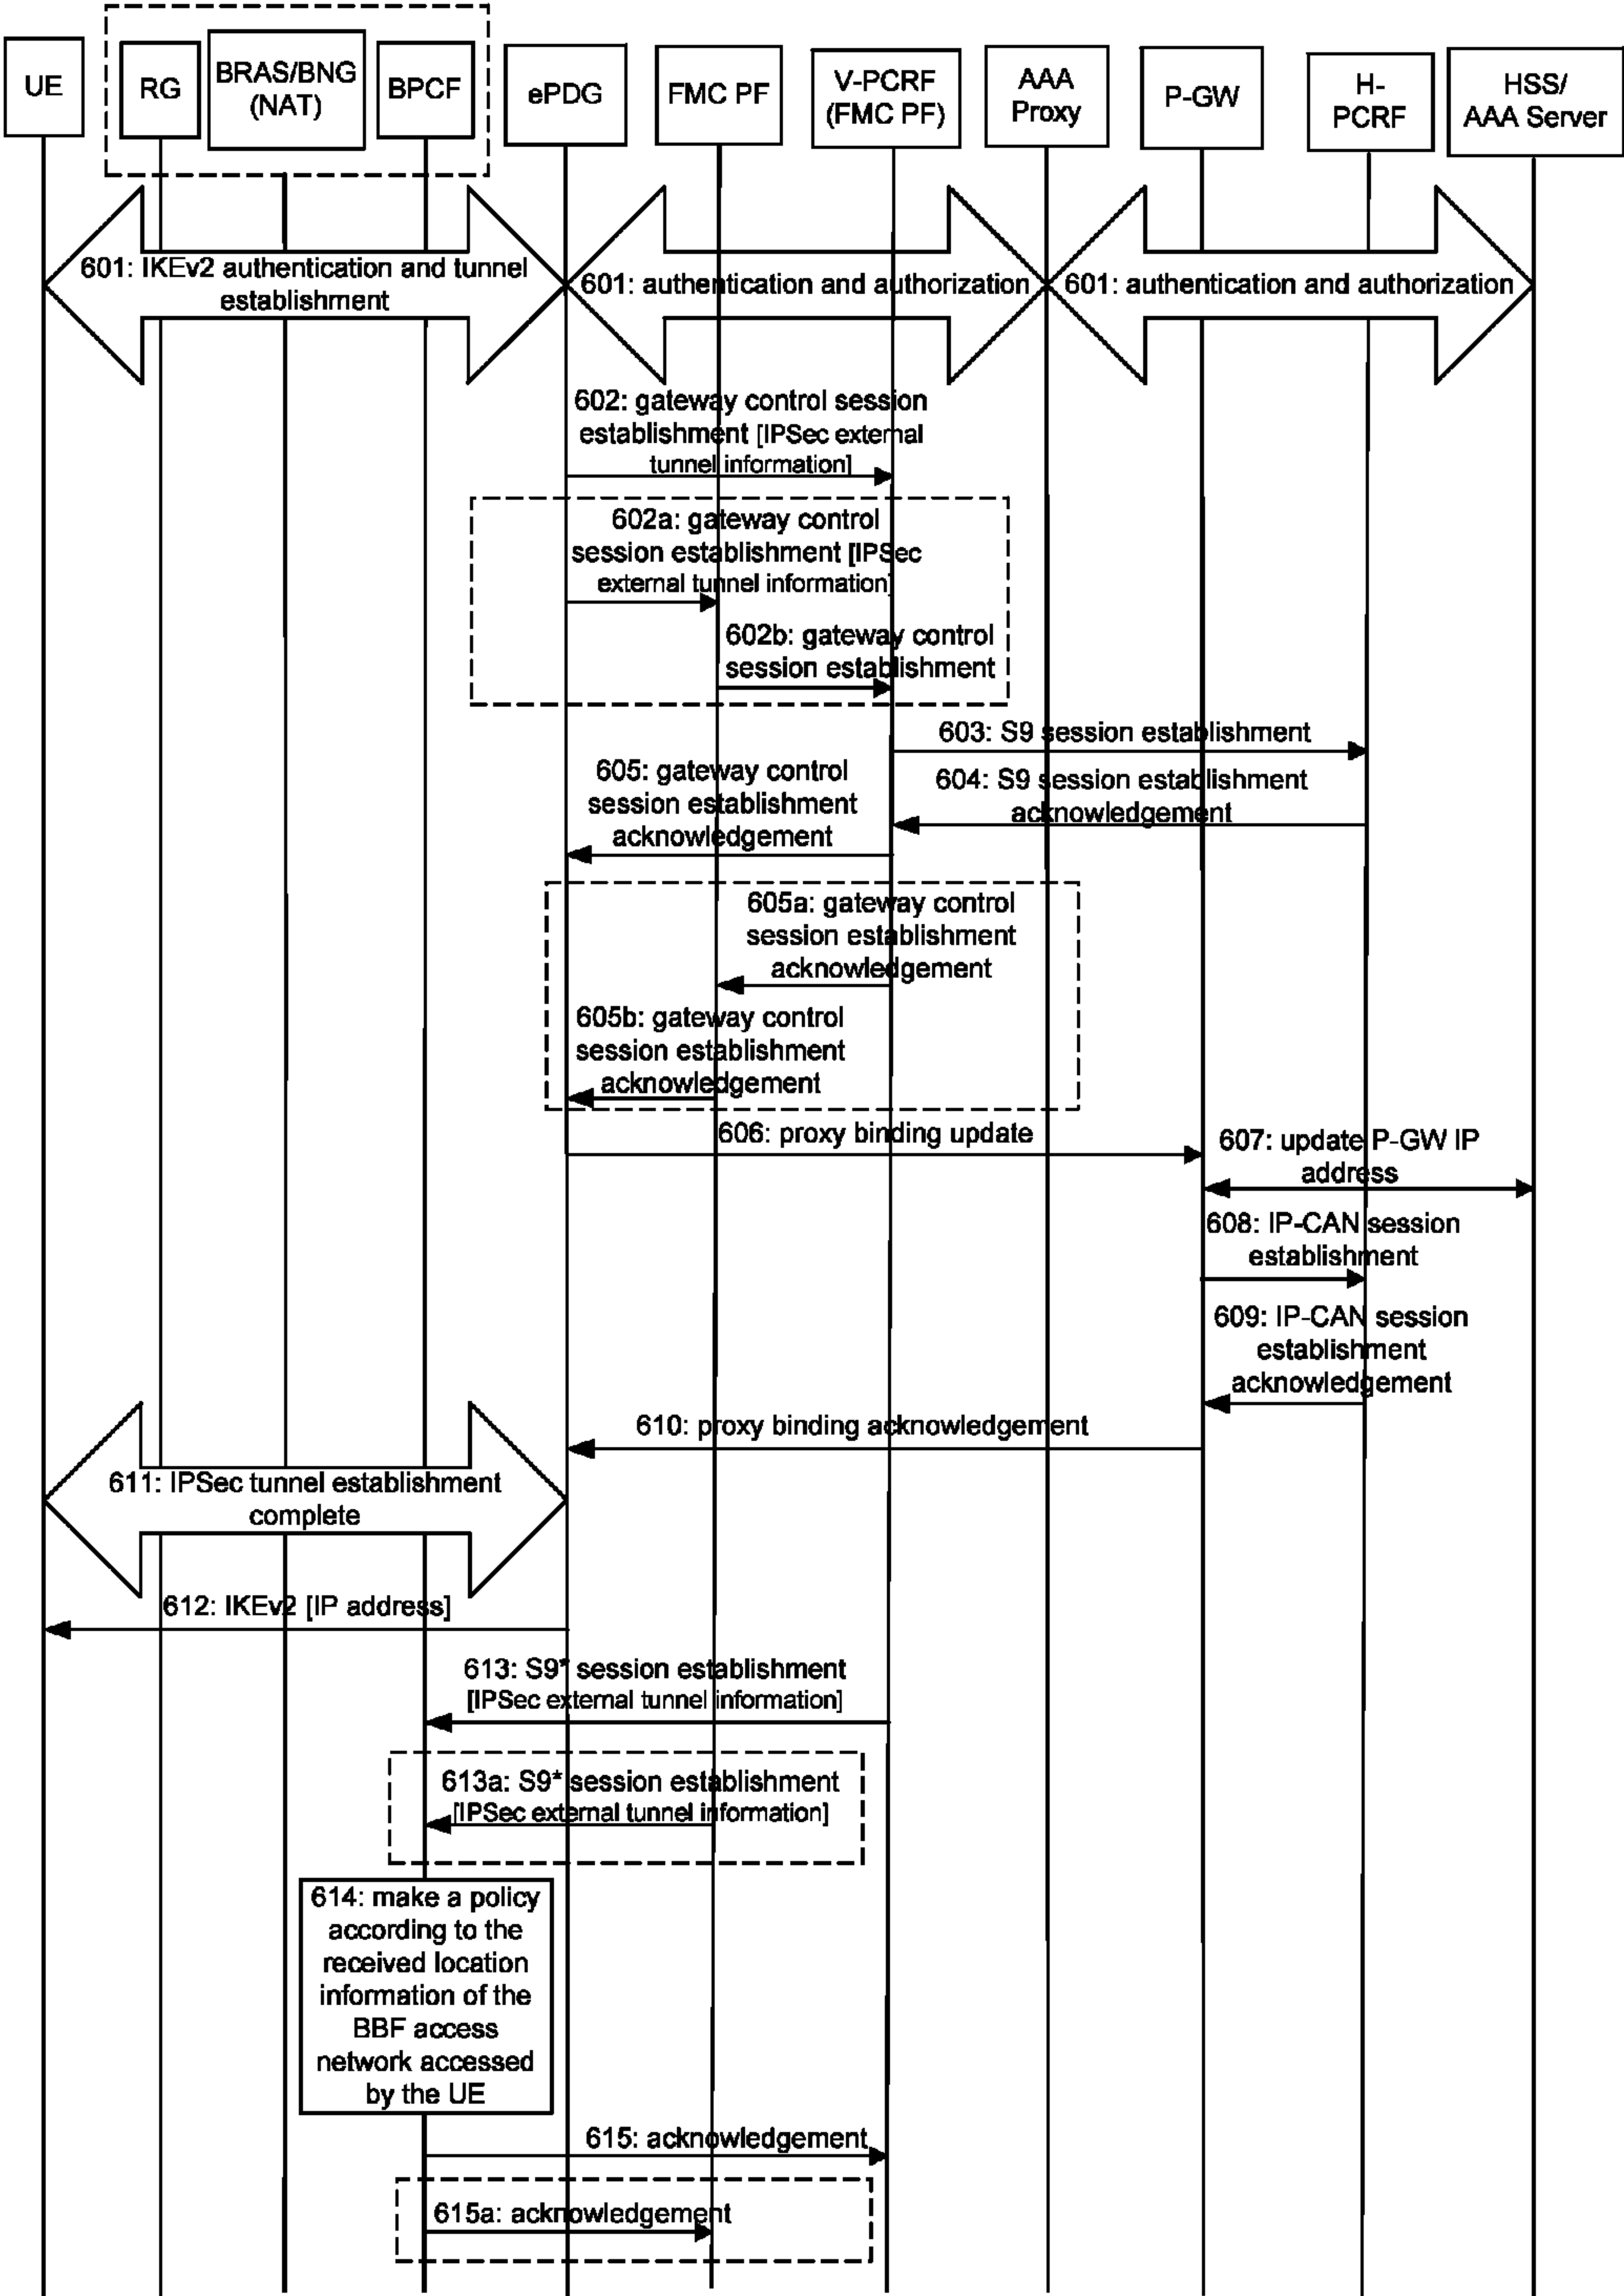 UE
RG
BRAS/BNG
(NAT)
BPCF
ePDG
FMC PF
V-PCRF
(FMC PF)
AAA
Proxy
P-GW
H-
PCRF
HSS/
AAA Server
601: IKEv2 authentication and tunnel
establishment
601: authentication and authorization
601: authentication and authorization
602: gateway control session
establishment [IPSec external
tunnel information]
602a: gateway control
session establishment [IPSec
external tunnel information]
602b: gateway control
session establishment
603: S9 session establishment
604: S9 session establishment
acknowledgement
605: gateway control
session establishment
acknowledgement
605a: gateway control
session establishment
acknowledgement
605b: gateway control
session establishment
acknowledgement
606: proxy binding update
607: update P-GW IP
address
608: IP-CAN session
establishment
609: IP-CAN session
establishment
acknowledgement
610: proxy binding acknowledgement
611: IPSec tunnel establishment
complete
612: IKEv2 [IP address]
613: S9* session establishment
[IPSec external tunnel information]
613a: S9* session establishment
[IPSec external tunnel information]
614: make a policy
according to the
received location
information of the
BBF access
network accessed
by the UE
615: acknowledgement
615a: acknowledgement